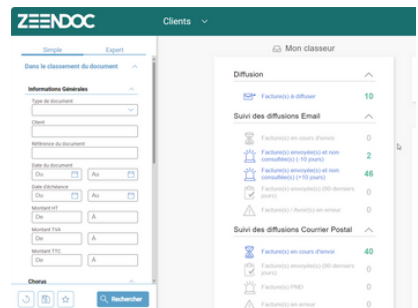 ZEENDOC
Clients
Simple
Expert
Dans le classement du document
Informations Générales
Type de document
Client
Référence du document
Date du document
Du
Au
Date d'échéance
Du
Au
Montant HT
De
À
Montant TVA
De
À
Montant TTC
De
À
Chorus
Rechercher
Mon classeur
Diffusion
Facture(s) à diffuser
10
Suivi des diffusions Email
Facture(s) en cours d'envoi
0
Facture(s) envoyée(s) et non
consultée(s) (-10 jours)
2
Facture(s) envoyée(s) et non
consultée(s) (+10 jours)
46
Facture(s) envoyée(s) (90 derniers
jours)
0
Facture(s) / Avoir(s) en erreur
0
Suivi des diffusions Courrier Postal
Facture(s) en cours d'envoi
40
Facture(s) envoyée(s) (90 derniers
jours)
0
Facture(s) PND
0
Facture(s) en erreur
0